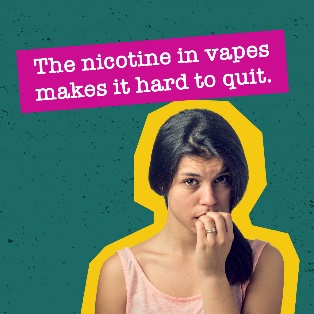 The nicotine in vapes
makes it hard to quit.